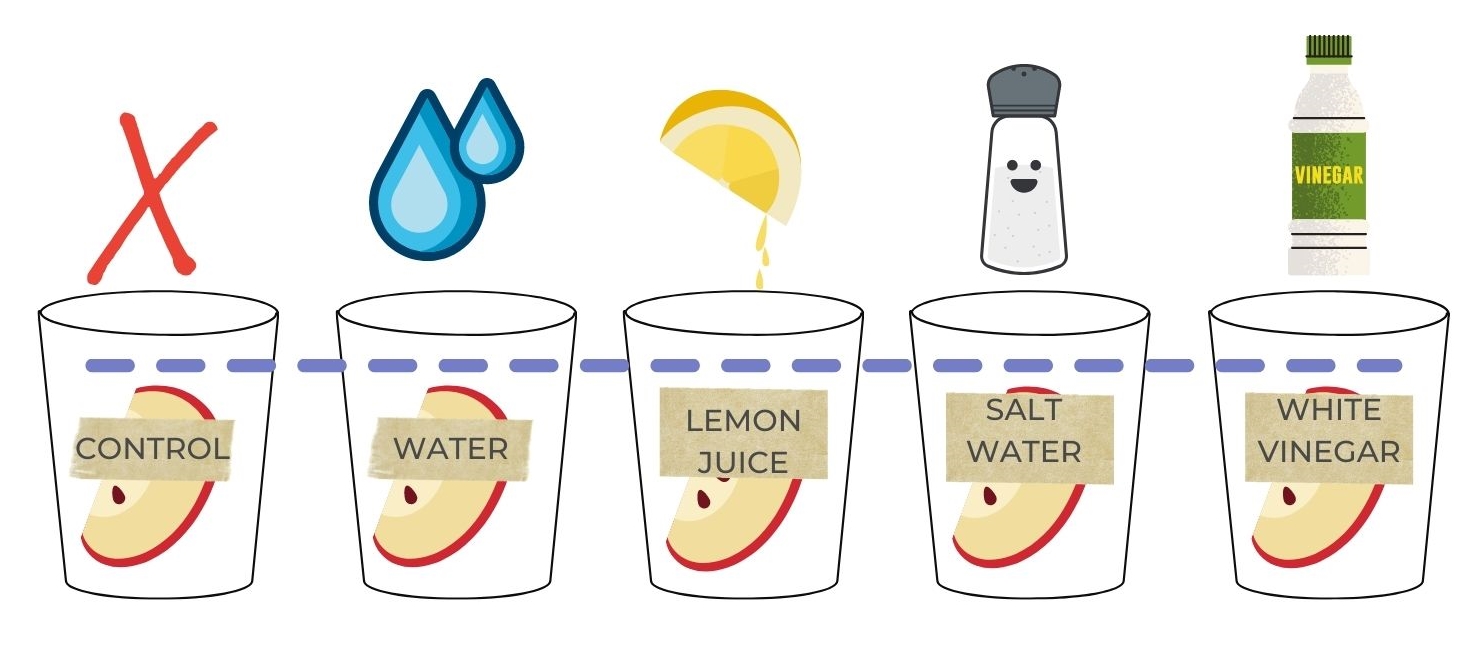 VINEGAR
CONTROL
WATER
LEMON
JUICE
SALT
WATER
WHITE
VINEGAR